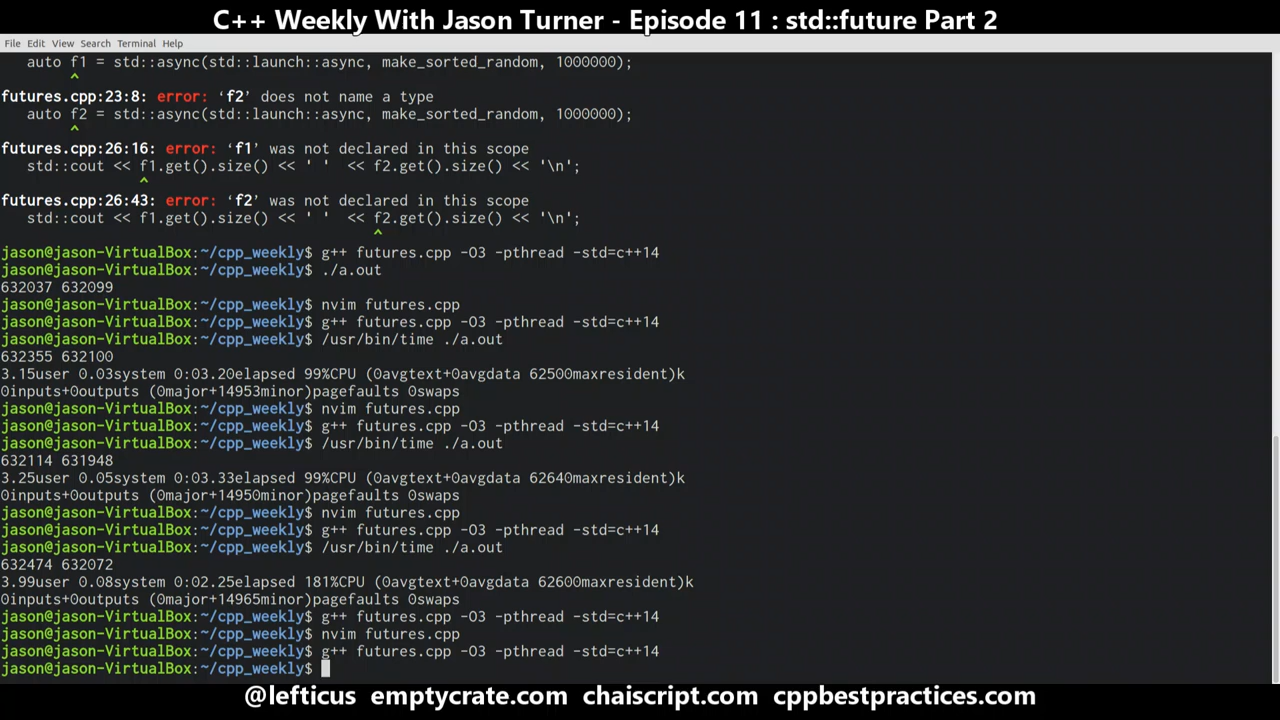 C++ Weekly With Jason Turner - Episode 11 : std::future Part 2
File Edit View Search Terminal Help
auto f1 = std::async(std::launch::async, make_sorted_random, 1000000);
^
futures.cpp:23:8: error: ‘f2’ does not name a type
auto f2 = std::async(std::launch::async, make_sorted_random, 1000000);
^
futures.cpp:26:16: error: ‘f1’ was not declared in this scope
std::cout << f1.get().size() << ' ' << f2.get().size() << '\n';
^
futures.cpp:26:43: error: ‘f2’ was not declared in this scope
std::cout << f1.get().size() << ' ' << f2.get().size() << '\n';
^
jason@jason-VirtualBox:~/cpp_weekly$ g++ futures.cpp -O3 -pthread -std=c++14
jason@jason-VirtualBox:~/cpp_weekly$ ./a.out
632037 632099
jason@jason-VirtualBox:~/cpp_weekly$ nvim futures.cpp
jason@jason-VirtualBox:~/cpp_weekly$ g++ futures.cpp -O3 -pthread -std=c++14
jason@jason-VirtualBox:~/cpp_weekly$ /usr/bin/time ./a.out
632355 632100
3.15user 0.03system 0:03.20elapsed 99%CPU (0avgtext+0avgdata 62500maxresident)k
0inputs+0outputs (0major+14953minor)pagefaults 0swaps
jason@jason-VirtualBox:~/cpp_weekly$ nvim futures.cpp
jason@jason-VirtualBox:~/cpp_weekly$ g++ futures.cpp -O3 -pthread -std=c++14
jason@jason-VirtualBox:~/cpp_weekly$ /usr/bin/time ./a.out
632114 631948
3.25user 0.05system 0:03.33elapsed 99%CPU (0avgtext+0avgdata 62640maxresident)k
0inputs+0outputs (0major+14950minor)pagefaults 0swaps
jason@jason-VirtualBox:~/cpp_weekly$ nvim futures.cpp
jason@jason-VirtualBox:~/cpp_weekly$ g++ futures.cpp -O3 -pthread -std=c++14
jason@jason-VirtualBox:~/cpp_weekly$ /usr/bin/time ./a.out
632474 632072
3.99user 0.08system 0:02.25elapsed 181%CPU (0avgtext+0avgdata 62600maxresident)k
0inputs+0outputs (0major+14965minor)pagefaults 0swaps
jason@jason-VirtualBox:~/cpp_weekly$ g++ futures.cpp -O3 -pthread -std=c++14
jason@jason-VirtualBox:~/cpp_weekly$ nvim futures.cpp
jason@jason-VirtualBox:~/cpp_weekly$ g++ futures.cpp -O3 -pthread -std=c++14
jason@jason-VirtualBox:~/cpp_weekly$
@lefticus emptycrate.com chaiscript.com cppbestpractices.com